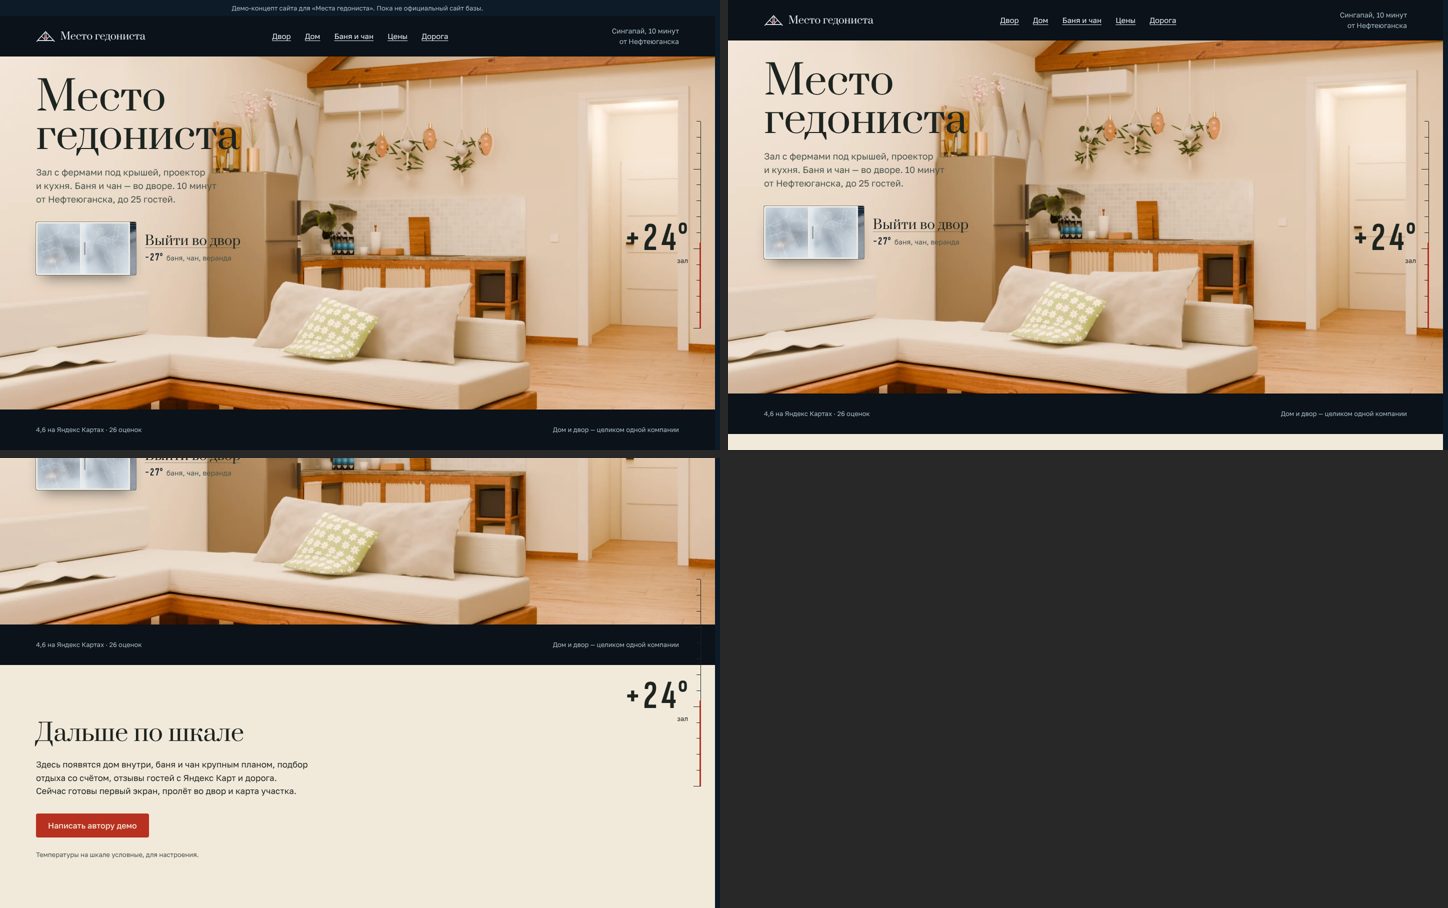 Демо-концепт сайта для «Места гедониста». Пока не официальный сайт базы.
Место гедониста
Двор Дом Баня и чан Цены Дорога
Сингапай, 10 минут
от Нефтеюганска
Место
гедониста
Зал с фермами под крышей, проектор
и кухня. Баня и чан — во дворе. 10 минут
от Нефтеюганска, до 25 гостей.
Выйти во двор
-27° баня, чан, веранда
+24°
зал
4,6 на Яндекс Картах · 26 оценок
Дом и двор — целиком одной компании
Место гедониста
Двор Дом Баня и чан Цены Дорога
Сингапай, 10 минут
от Нефтеюганска
Место
гедониста
Зал с фермами под крышей, проектор
и кухня. Баня и чан — во дворе. 10 минут
от Нефтеюганска, до 25 гостей.
Выйти во двор
-27° баня, чан, веранда
+24°
зал
4,6 на Яндекс Картах · 26 оценок
Дом и двор — целиком одной компании
Выйти во двор
-27° баня, чан, веранда
4,6 на Яндекс Картах · 26 оценок
Дом и двор — целиком одной компании
+24°
зал
Дальше по шкале
Здесь появятся дом внутри, баня и чан крупным планом, подбор
отдыха со счётом, отзывы гостей с Яндекс Карт и дорога.
Сейчас готовы первый экран, пролёт во двор и карта участка.
Написать автору демо
Температуры на шкале условные, для настроения.